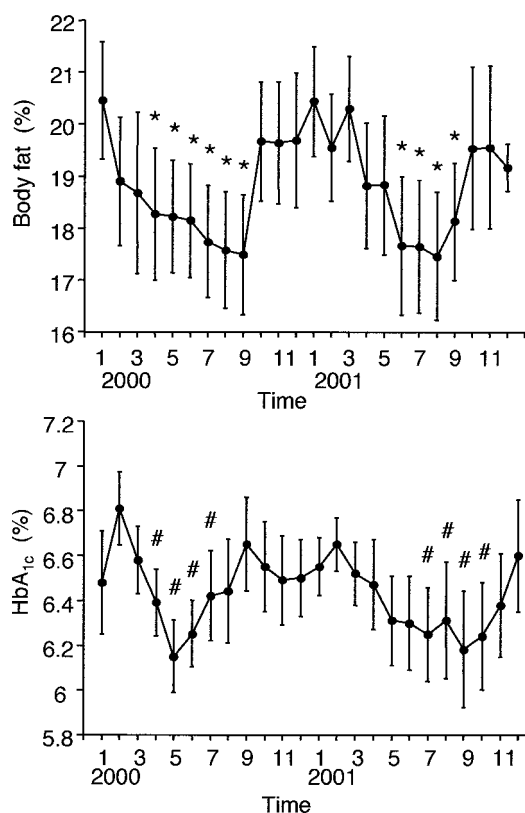 22
21
20
19
18
17
16
Body fat (%)
* * * * * * * * * *
1 3 5 7 9 11 1 3 5 7 9 11
2000 2001
Time
7.2
7
6.8
6.6
6.4
6.2
6
5.8
HbA1c (%)
# # # # # # # #
1 3 5 7 9 11 1 3 5 7 9 11
2000 2001
Time